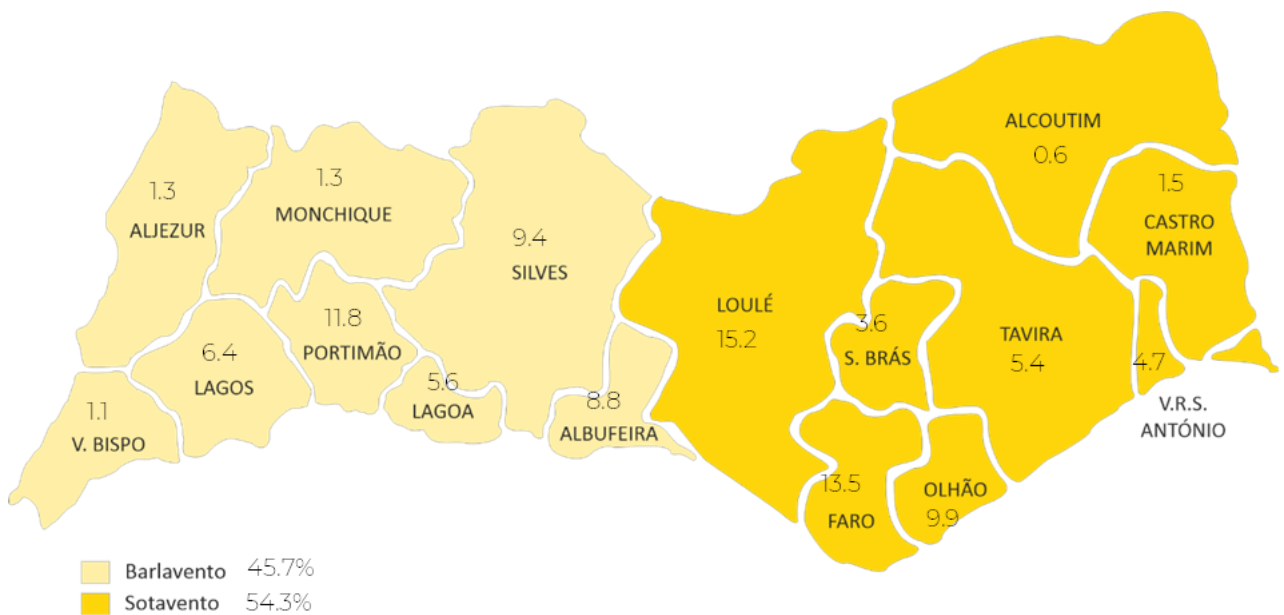 ALCOUTIM
0.6
1.3
ALJEZUR
1.3
MONCHIQUE
9.4
SILVES
1.5
CASTRO
MARIM
LOULÉ
15.2
11.8
PORTIMÃO
6.4
LAGOS
3.6
S. BRÁS
TAVIRA
5.4
4.7
V.R.S.
ANTÓNIO
5.6
LAGOA
8.8
ALBUFEIRA
1.1
V. BISPO
13.5
FARO
OLHÃO
9.9
Barlavento 45.7%
Sotavento 54.3%